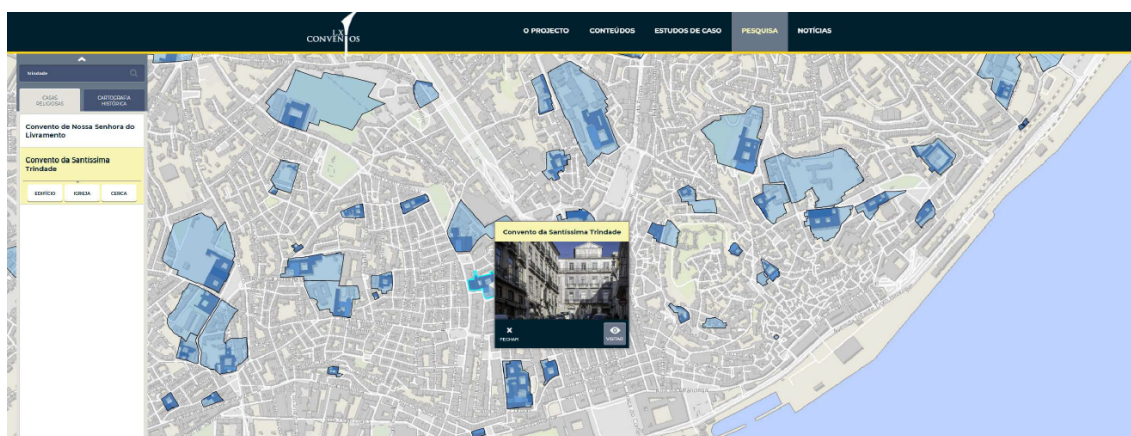 LX
CONVENTOS
O PROJECTO
CONTEÚDOS
ESTUDOS DE CASO
PESQUISA
NOTÍCIAS
trindade
CASAS
RELIGIOSAS
CARTOGRAFIA
HISTÓRICA
Convento de Nossa Senhora do
Livramento
Convento da Santíssima
Trindade
EDIFÍCIO
IGREJA
CERCA
Convento da Santíssima Trindade
X
FECHAR
VISITAR